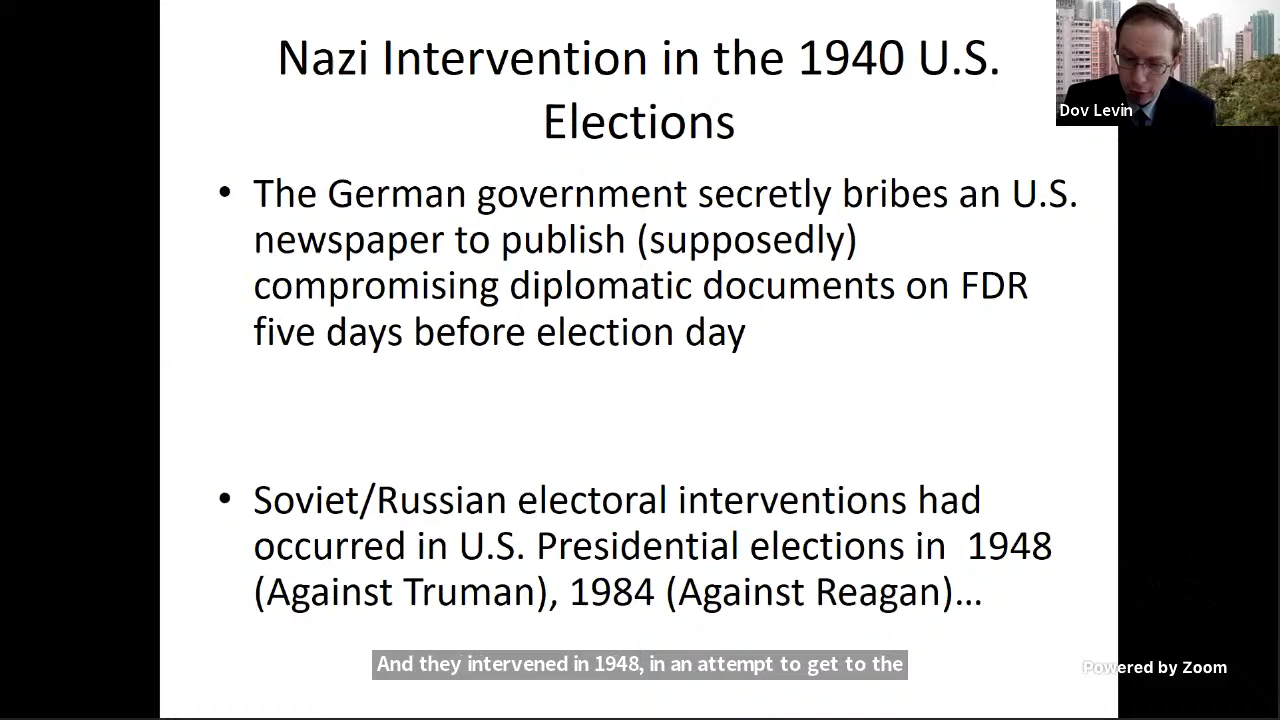 Nazi Intervention in the 1940 U.S.
Elections
Dov Levin
• The German government secretly bribes an U.S.
newspaper to publish (supposedly)
compromising diplomatic documents on FDR
five days before election day
• Soviet/Russian electoral interventions had
occurred in U.S. Presidential elections in  1948
(Against Truman), 1984 (Against Reagan)…
And they intervened in 1948, in an attempt to get to the
Powered by Zoom